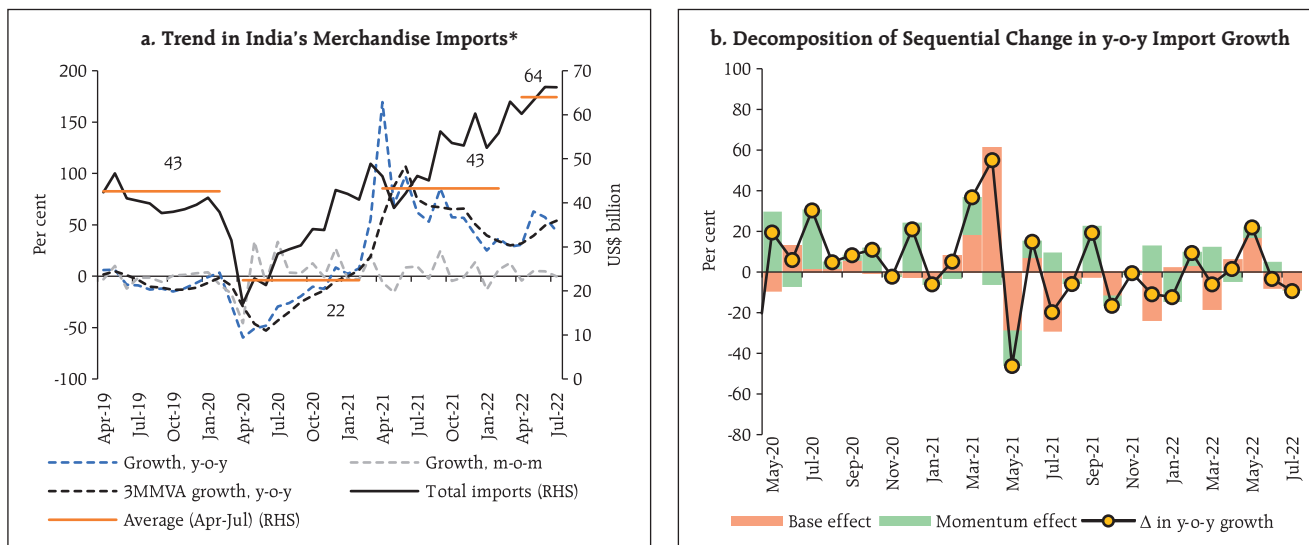 a. Trend in India's Merchandise Imports*
200
150
100
50
0
-50
-100
Per cent
70
60
50
40
30
20
10
0
US$ billion
43
22
43
64
Apr-19
Jul-19
Oct-19
Jan-20
Apr-20
Jul-20
Oct-20
Jan-21
Apr-21
Jul-21
Oct-21
Jan-22
Apr-22
Jul-22
Growth, y-o-y
Growth, m-o-m
3MMVA growth, y-o-y
Total imports (RHS)
Average (Apr-Jul) (RHS)
b. Decomposition of Sequential Change in y-o-y Import Growth
100
80
60
40
20
0
-20
-40
-60
-80
Per cent
May-20
Jul-20
Sep-20
Nov-20
Jan-21
Mar-21
May-21
Jul-21
Sep-21
Nov-21
Jan-22
Mar-22
May-22
Jul-22
Base effect
Momentum effect
Δ in y-o-y growth